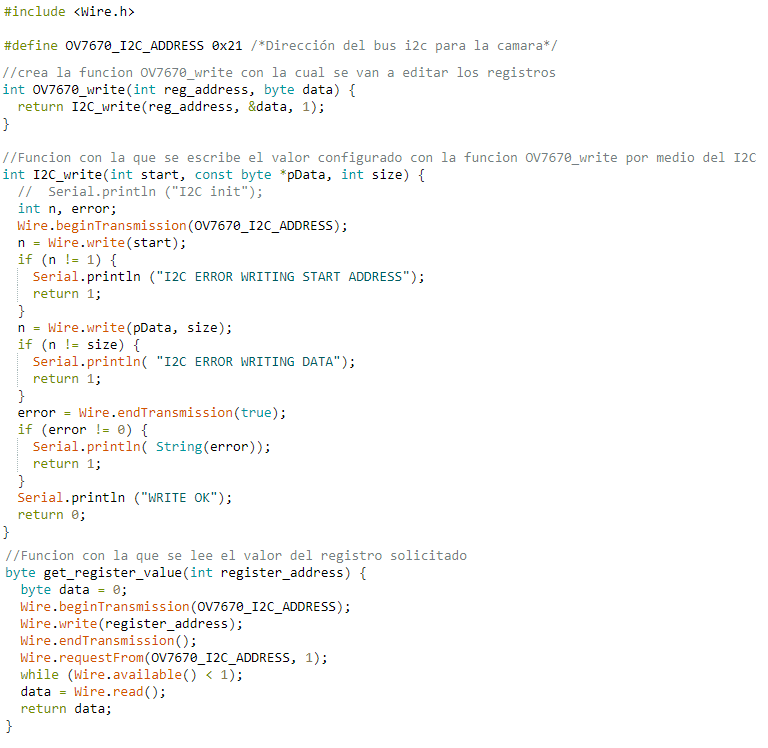 #include <Wire.h>
#define OV7670_I2C_ADDRESS 0x21 /*Dirección del bus i2c para la camara*/
//crea la funcion OV7670_write con la cual se van a editar los registros
int OV7670_write(int reg_address, byte data) {
  return I2C_write(reg_address, &data, 1);
}
//Funcion con la que se escribe el valor configurado con la funcion OV7670_write por medio del I2C
int I2C_write(int start, const byte *pData, int size) {
  //  Serial.println ("I2C init");
  int n, error;
  Wire.beginTransmission(OV7670_I2C_ADDRESS);
  n = Wire.write(start);
  if (n != 1) {
    Serial.println ("I2C ERROR WRITING START ADDRESS");
    return 1;
  }
  n = Wire.write(pData, size);
  if (n != size) {
    Serial.println( "I2C ERROR WRITING DATA");
    return 1;
  }
  error = Wire.endTransmission(true);
  if (error != 0) {
    Serial.println( String(error));
    return 1;
  }
  Serial.println ("WRITE OK");
  return 0;
}
//Funcion con la que se lee el valor del registro solicitado
byte get_register_value(int register_address) {
  byte data = 0;
  Wire.beginTransmission(OV7670_I2C_ADDRESS);
  Wire.write(register_address);
  Wire.endTransmission();
  Wire.requestFrom(OV7670_I2C_ADDRESS, 1);
  while (Wire.available() < 1);
  data = Wire.read();
  return data;
}